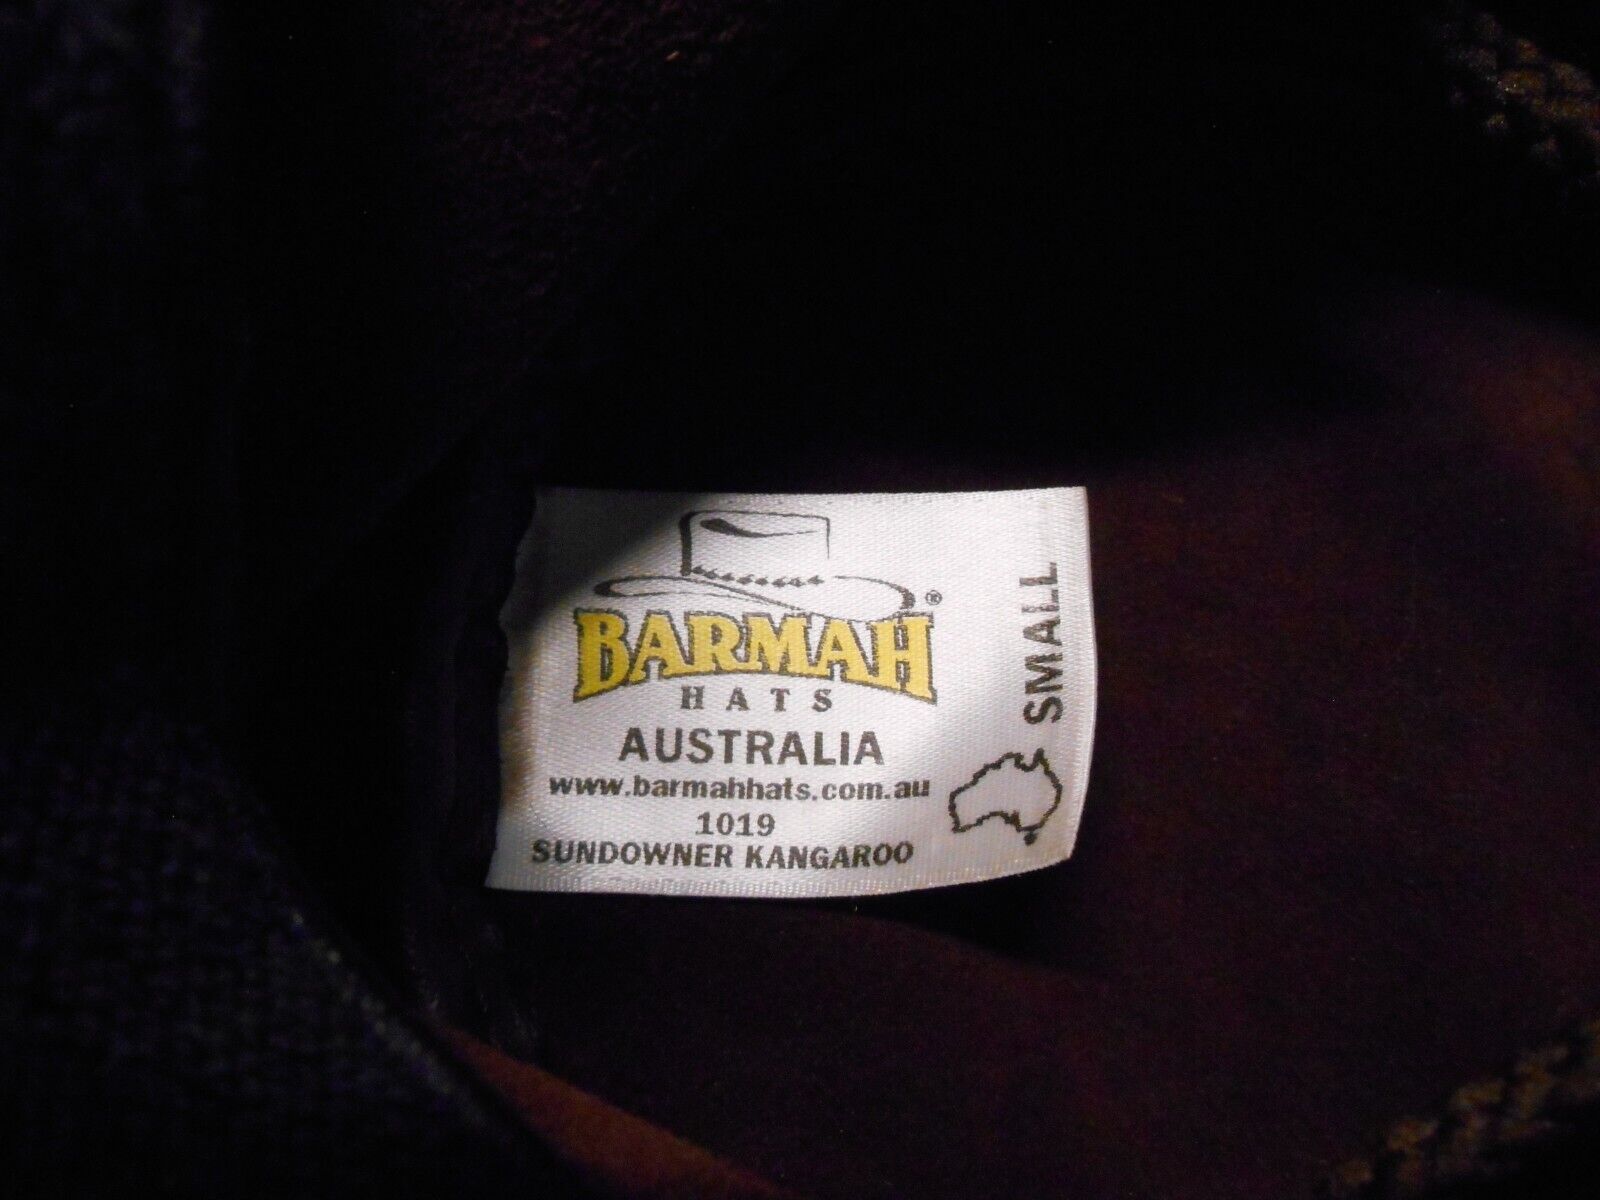 BARMAH®
HATS
AUSTRALIA
www.barmahhats.com.au
1019
SUNDOWNER KANGAROO
SMALL